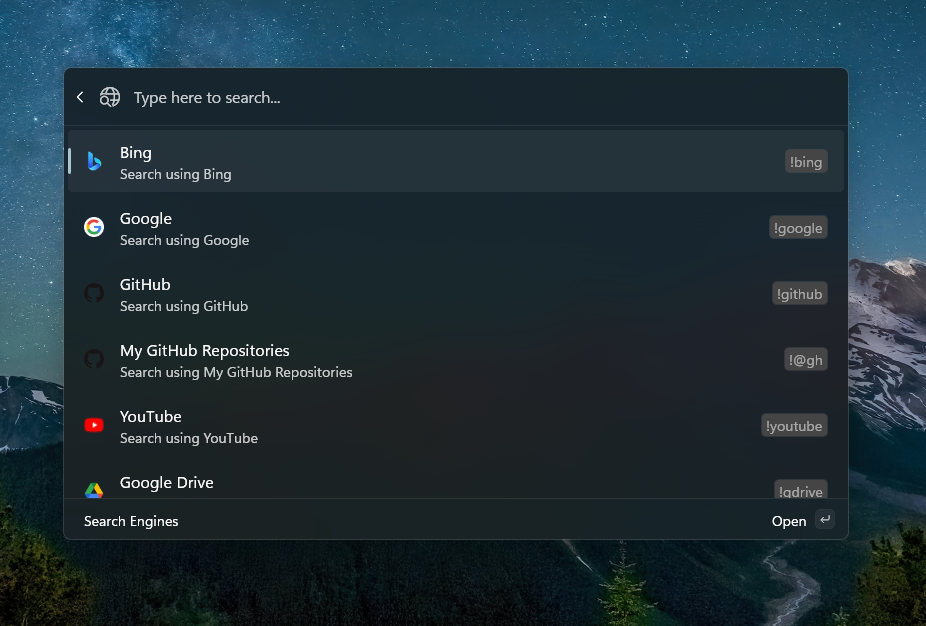 Type here to search...
Bing
Search using Bing
!bing
Google
Search using Google
!google
GitHub
Search using GitHub
!github
My GitHub Repositories
Search using My GitHub Repositories
!@gh
YouTube
Search using YouTube
!youtube
Google Drive
!gdrive
Search Engines
Open